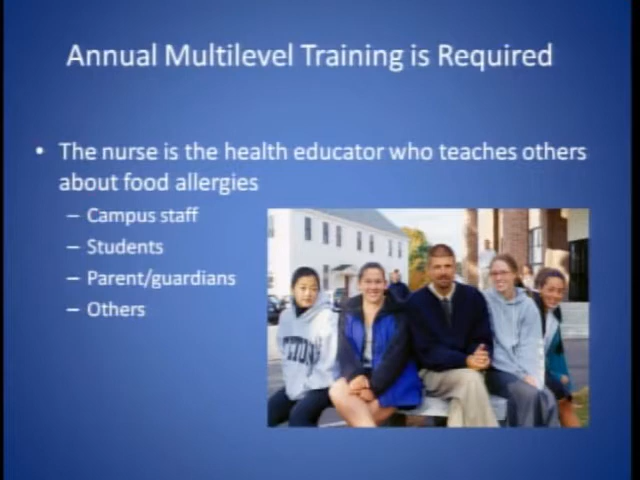 Annual Multilevel Training is Required
• The nurse is the health educator who teaches others
about food allergies
– Campus staff
– Students
– Parent/guardians
– Others